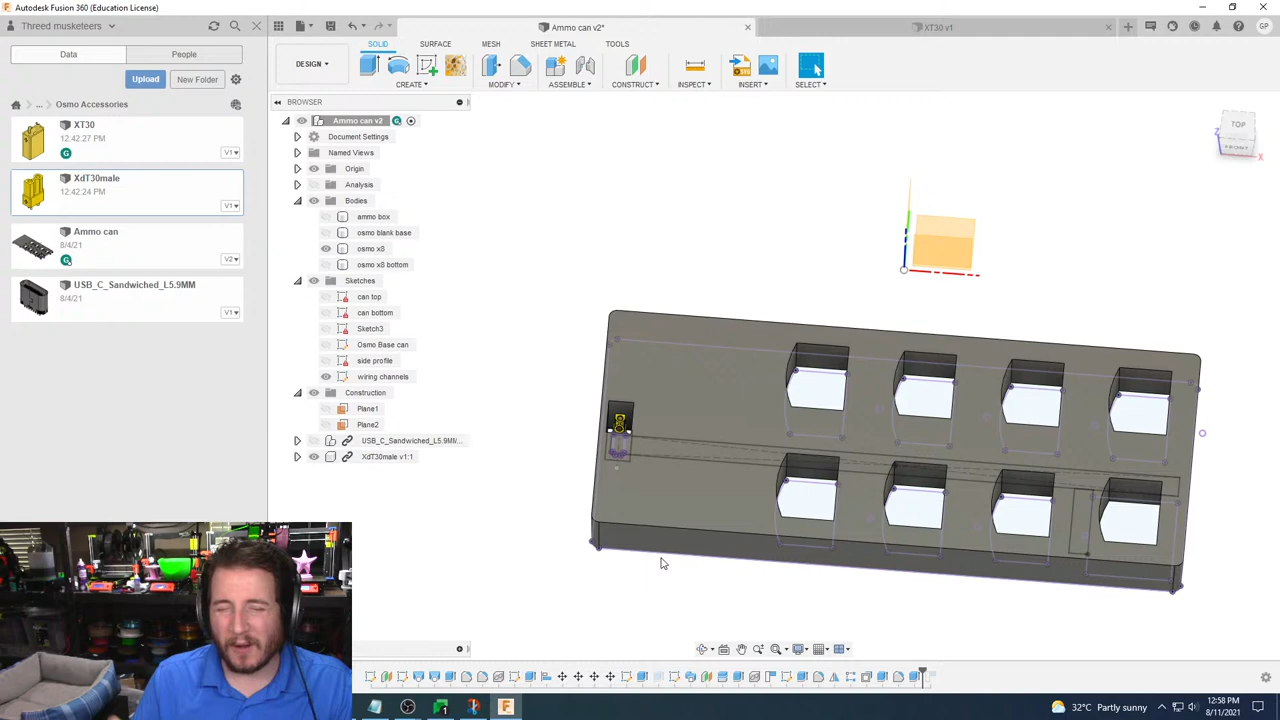 Autodesk Fusion 360 (Education License)
Threed musketeers
Ammo can v2*
XT30 v1
GP
Data
People
SOLID
SURFACE
MESH
SHEET METAL
TOOLS
Upload
New Folder
DESIGN
CREATE
MODIFY
ASSEMBLE
CONSTRUCT
INSPECT
INSERT
SELECT
... Osmo Accessories
BROWSER
XT30
12:42:27 PM
V1
XdT30male
12:42:24 PM
V1
Ammo can
8/4/21
V2
USB_C_Sandwiched_L5.9MM
8/4/21
V1
Ammo can v2
Document Settings
Named Views
Origin
Analysis
Bodies
ammo box
osmo blank base
osmo x8
osmo x8 bottom
Sketches
can top
can bottom
Sketch3
Osmo Base can
side profile
wiring channels
Construction
Plane1
Plane2
USB_C_Sandwiched_L5.9MM...
XdT30male v1:1
TOP
Z
X
32°C Partly sunny
12:58 PM
8/11/2021